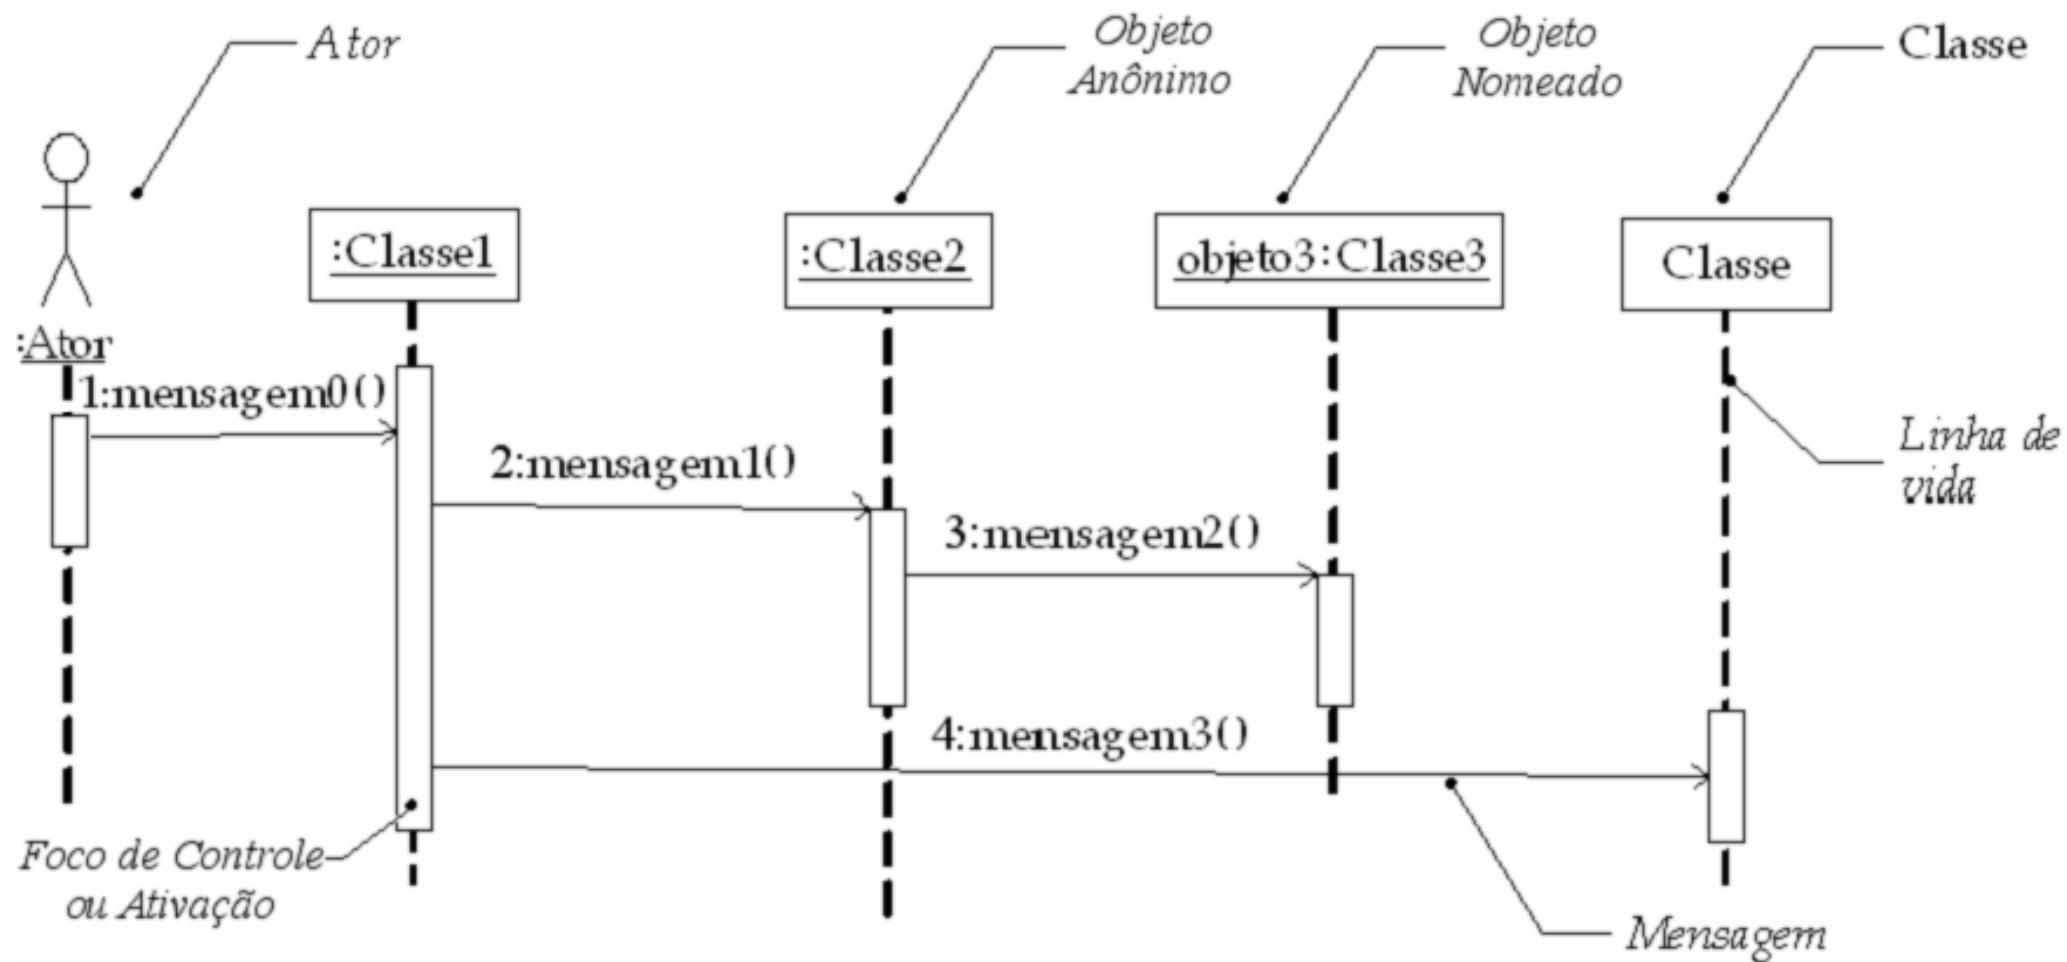 Ator
Objeto
Anônimo
Objeto
Nomeado
Classe
:Classe1
:Classe2
objeto3:Classe3
Classe
:Ator
1:mensagem0()
2:mensagem1()
3:mensagem2()
4:mensagem3()
Linha de
vida
Foco de Controle
ou Ativação
Mensagem